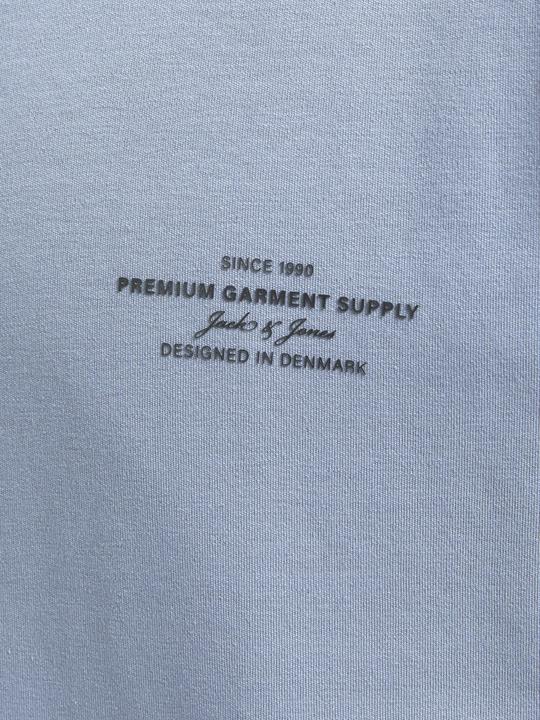 SINCE 1990
PREMIUM GARMENT SUPPLY
Jack & Jones
DESIGNED IN DENMARK